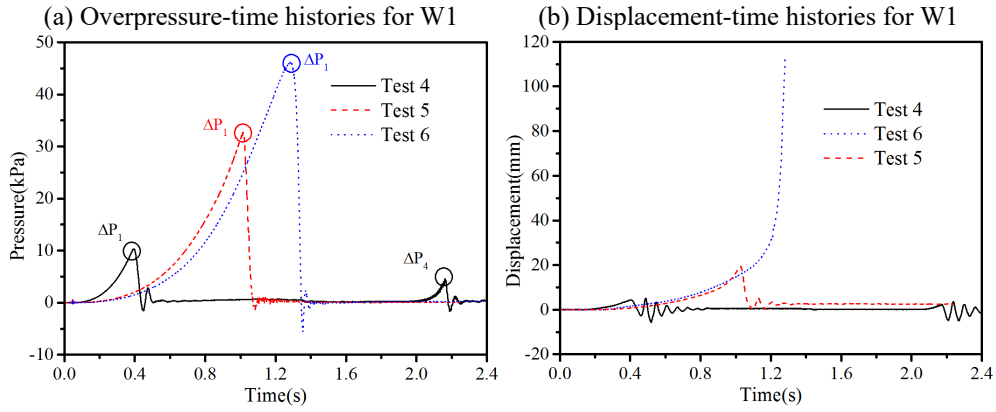 (a) Overpressure-time histories for W1
50
40
30
20
10
0
-10
0.0
0.4
0.8
1.2
1.6
2.0
2.4
Pressure(kPa)
Time(s)
ΔP1
ΔP1
ΔP1
ΔP4
Test 4
Test 5
Test 6
(b) Displacement-time histories for W1
120
100
80
60
40
20
0
-20
0.0
0.4
0.8
1.2
1.6
2.0
2.4
Displacement(mm)
Time(s)
Test 4
Test 6
Test 5